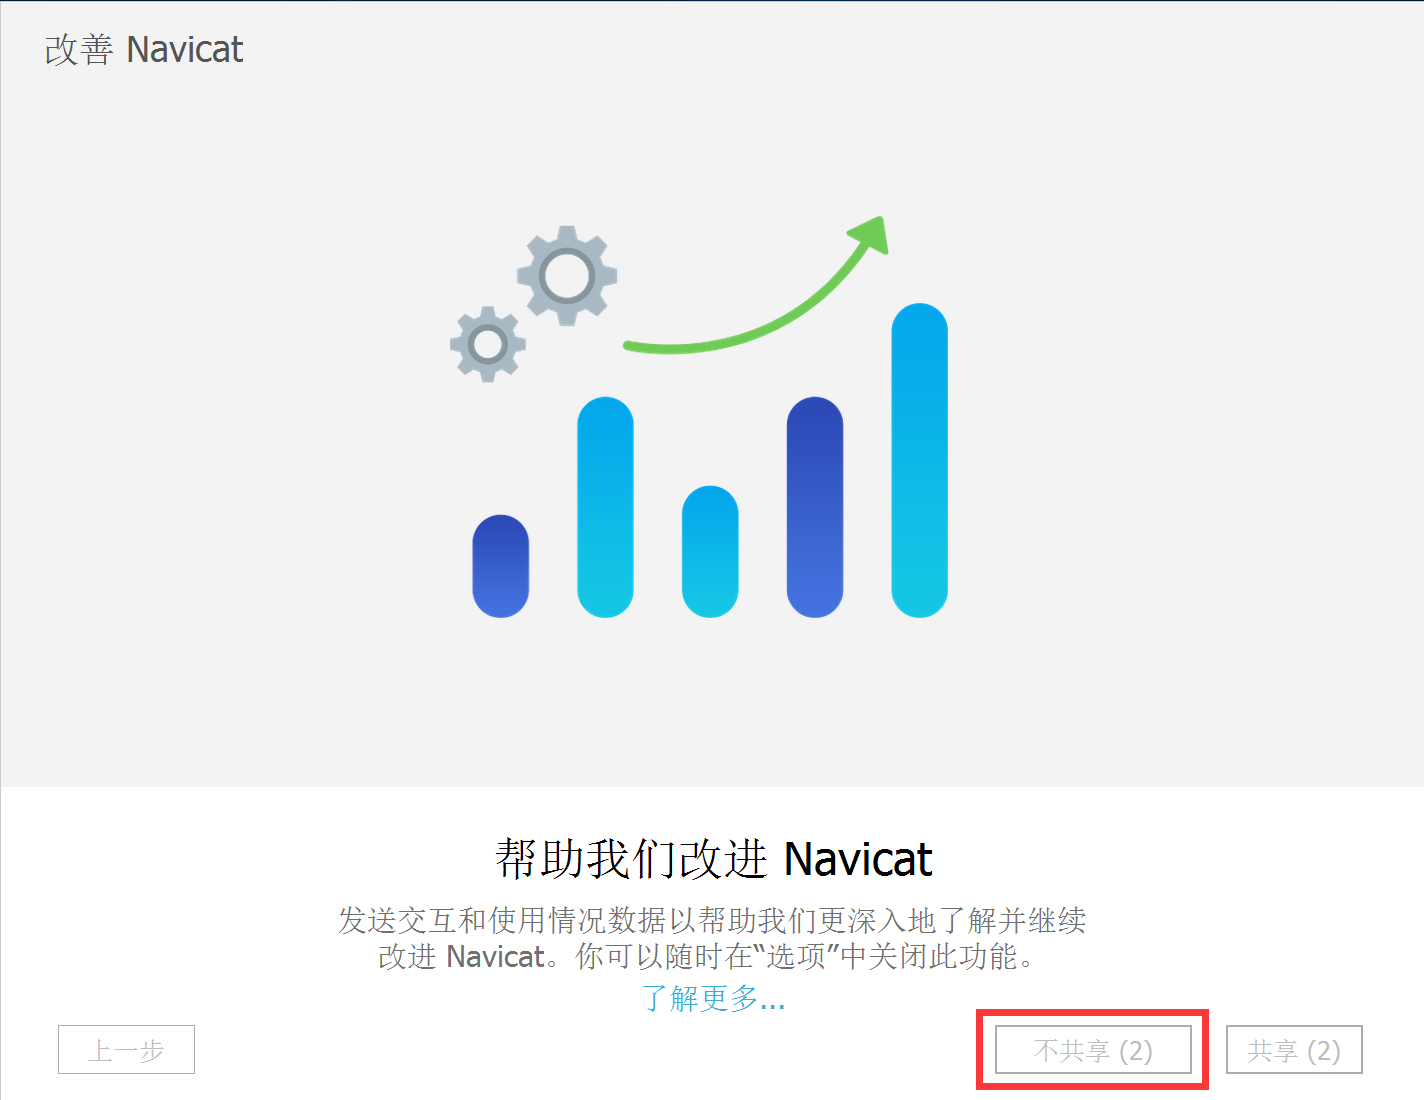 改善 Navicat
帮助我们改进 Navicat
发送交互和使用情况数据以帮助我们更深入地了解并继续
改进 Navicat。你可以随时在“选项”中关闭此功能。
了解更多...
上一步
不共享 (2)
共享 (2)